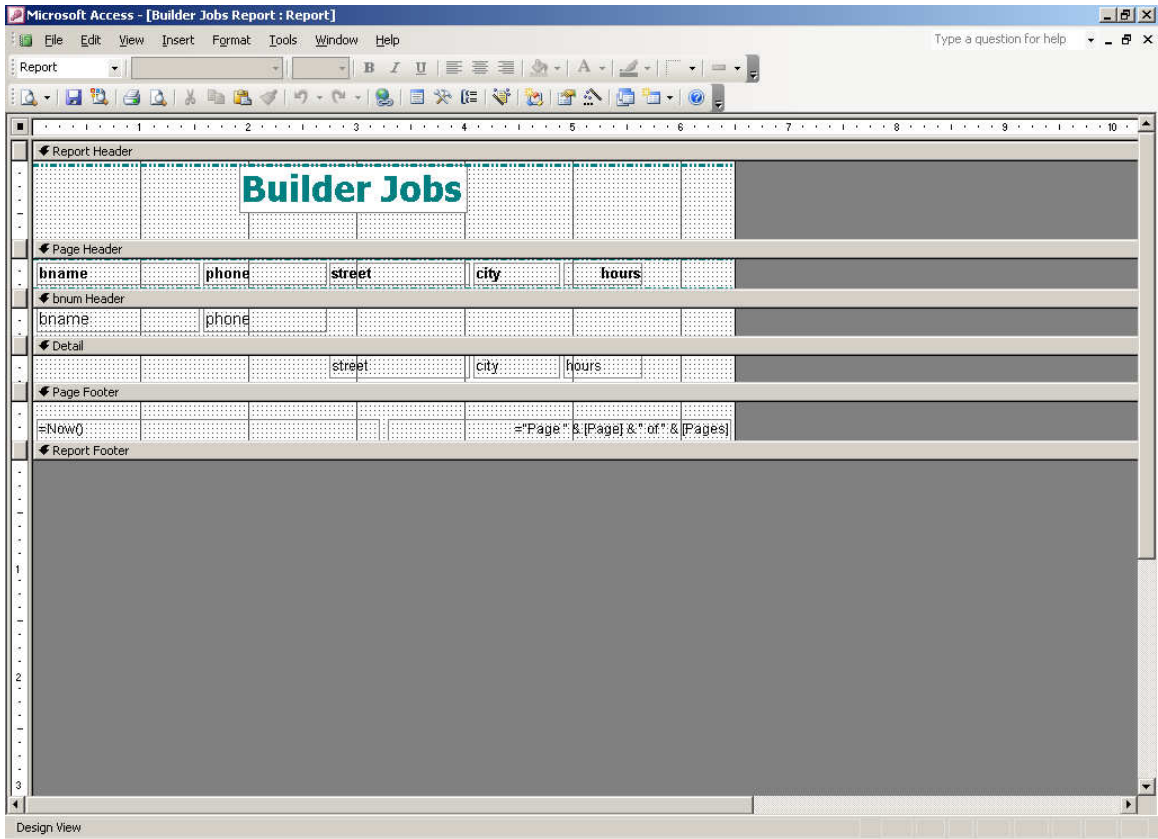 Microsoft Access - [Builder Jobs Report : Report]
File Edit View Insert Format Tools Window Help
Type a question for help
Report
B I U A
1 2 3 4 5 6 7 8 9 10
Report Header
Builder Jobs
Page Header
bname phone street city hours
bnum Header
bname phone
Detail
street city hours
Page Footer
=Now() ="Page " & [Page] & " of " & [Pages]
Report Footer
1
2
3
Design View